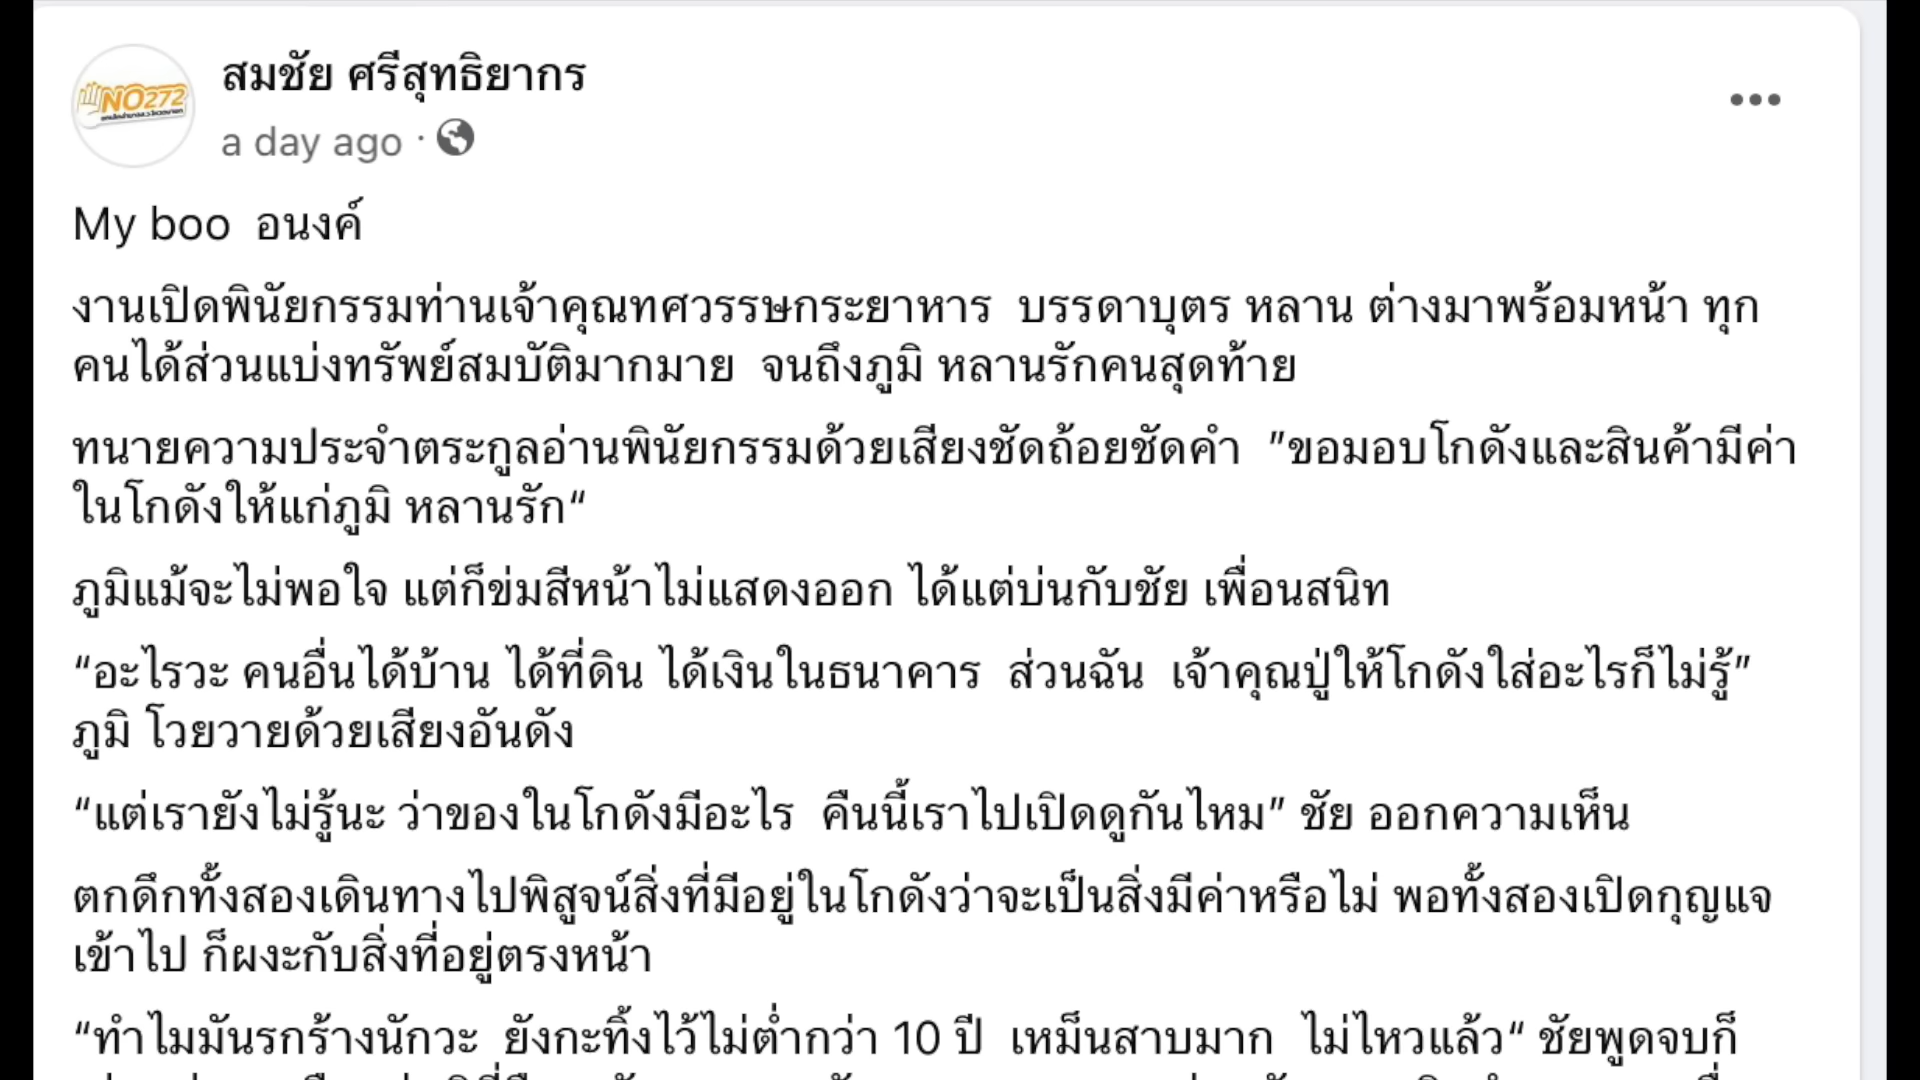 สมชัย ศรีสุทธิยากร
a day ago ·
NO272
My boo  อนงค์
งานเปิดพินัยกรรมท่านเจ้าคุณทศวรรษกระยาหาร  บรรดาบุตร หลาน ต่างมาพร้อมหน้า ทุก
คนได้ส่วนแบ่งทรัพย์สมบัติมากมาย  จนถึงภูมิ หลานรักคนสุดท้าย
ทนายความประจำตระกูลอ่านพินัยกรรมด้วยเสียงชัดถ้อยชัดคำ  ”ขอมอบโกดังและสินค้ามีค่า
ในโกดังให้แก่ภูมิ หลานรัก“
ภูมิแม้จะไม่พอใจ แต่ก็ข่มสีหน้าไม่แสดงออก ได้แต่บ่นกับชัย เพื่อนสนิท
“อะไรวะ คนอื่นได้บ้าน ได้ที่ดิน ได้เงินในธนาคาร  ส่วนฉัน  เจ้าคุณปู่ให้โกดังใส่อะไรก็ไม่รู้”
ภูมิ โวยวายด้วยเสียงอันดัง
“แต่เรายังไม่รู้นะ ว่าของในโกดังมีอะไร  คืนนี้เราไปเปิดดูกันไหม” ชัย ออกความเห็น
ตกดึกทั้งสองเดินทางไปพิสูจน์สิ่งที่มีอยู่ในโกดังว่าจะเป็นสิ่งมีค่าหรือไม่ พอทั้งสองเปิดกุญแจ
เข้าไป ก็ผงะกับสิ่งที่อยู่ตรงหน้า
“ทำไมมันรกร้างนักวะ  ยังกะทิ้งไว้ไม่ต่ำกว่า 10 ปี  เหม็นสาบมาก  ไม่ไหวแล้ว“ ชัยพูดจบก็